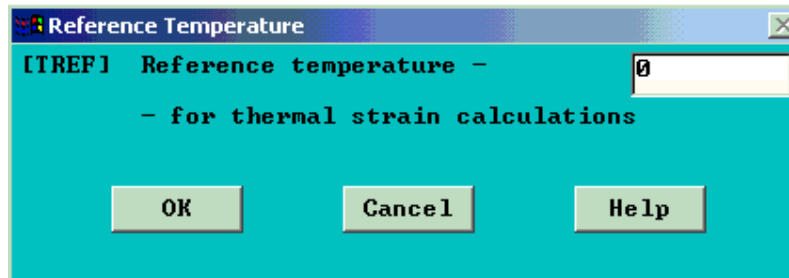 Reference Temperature
[TREF] Reference temperature - 0
- for thermal strain calculations
OK Cancel Help